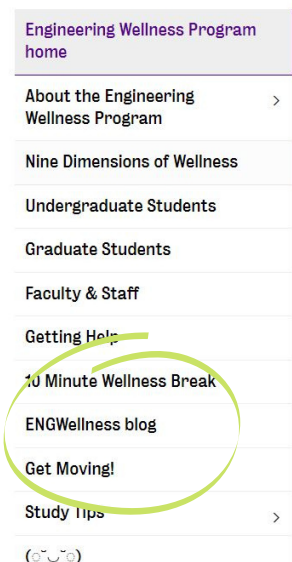 Engineering Wellness Program
home
About the Engineering
Wellness Program
Nine Dimensions of Wellness
Undergraduate Students
Graduate Students
Faculty & Staff
Getting Help
10 Minute Wellness Break
ENGWellness blog
Get Moving!
Study Tips
(ั˘◡˘ั)